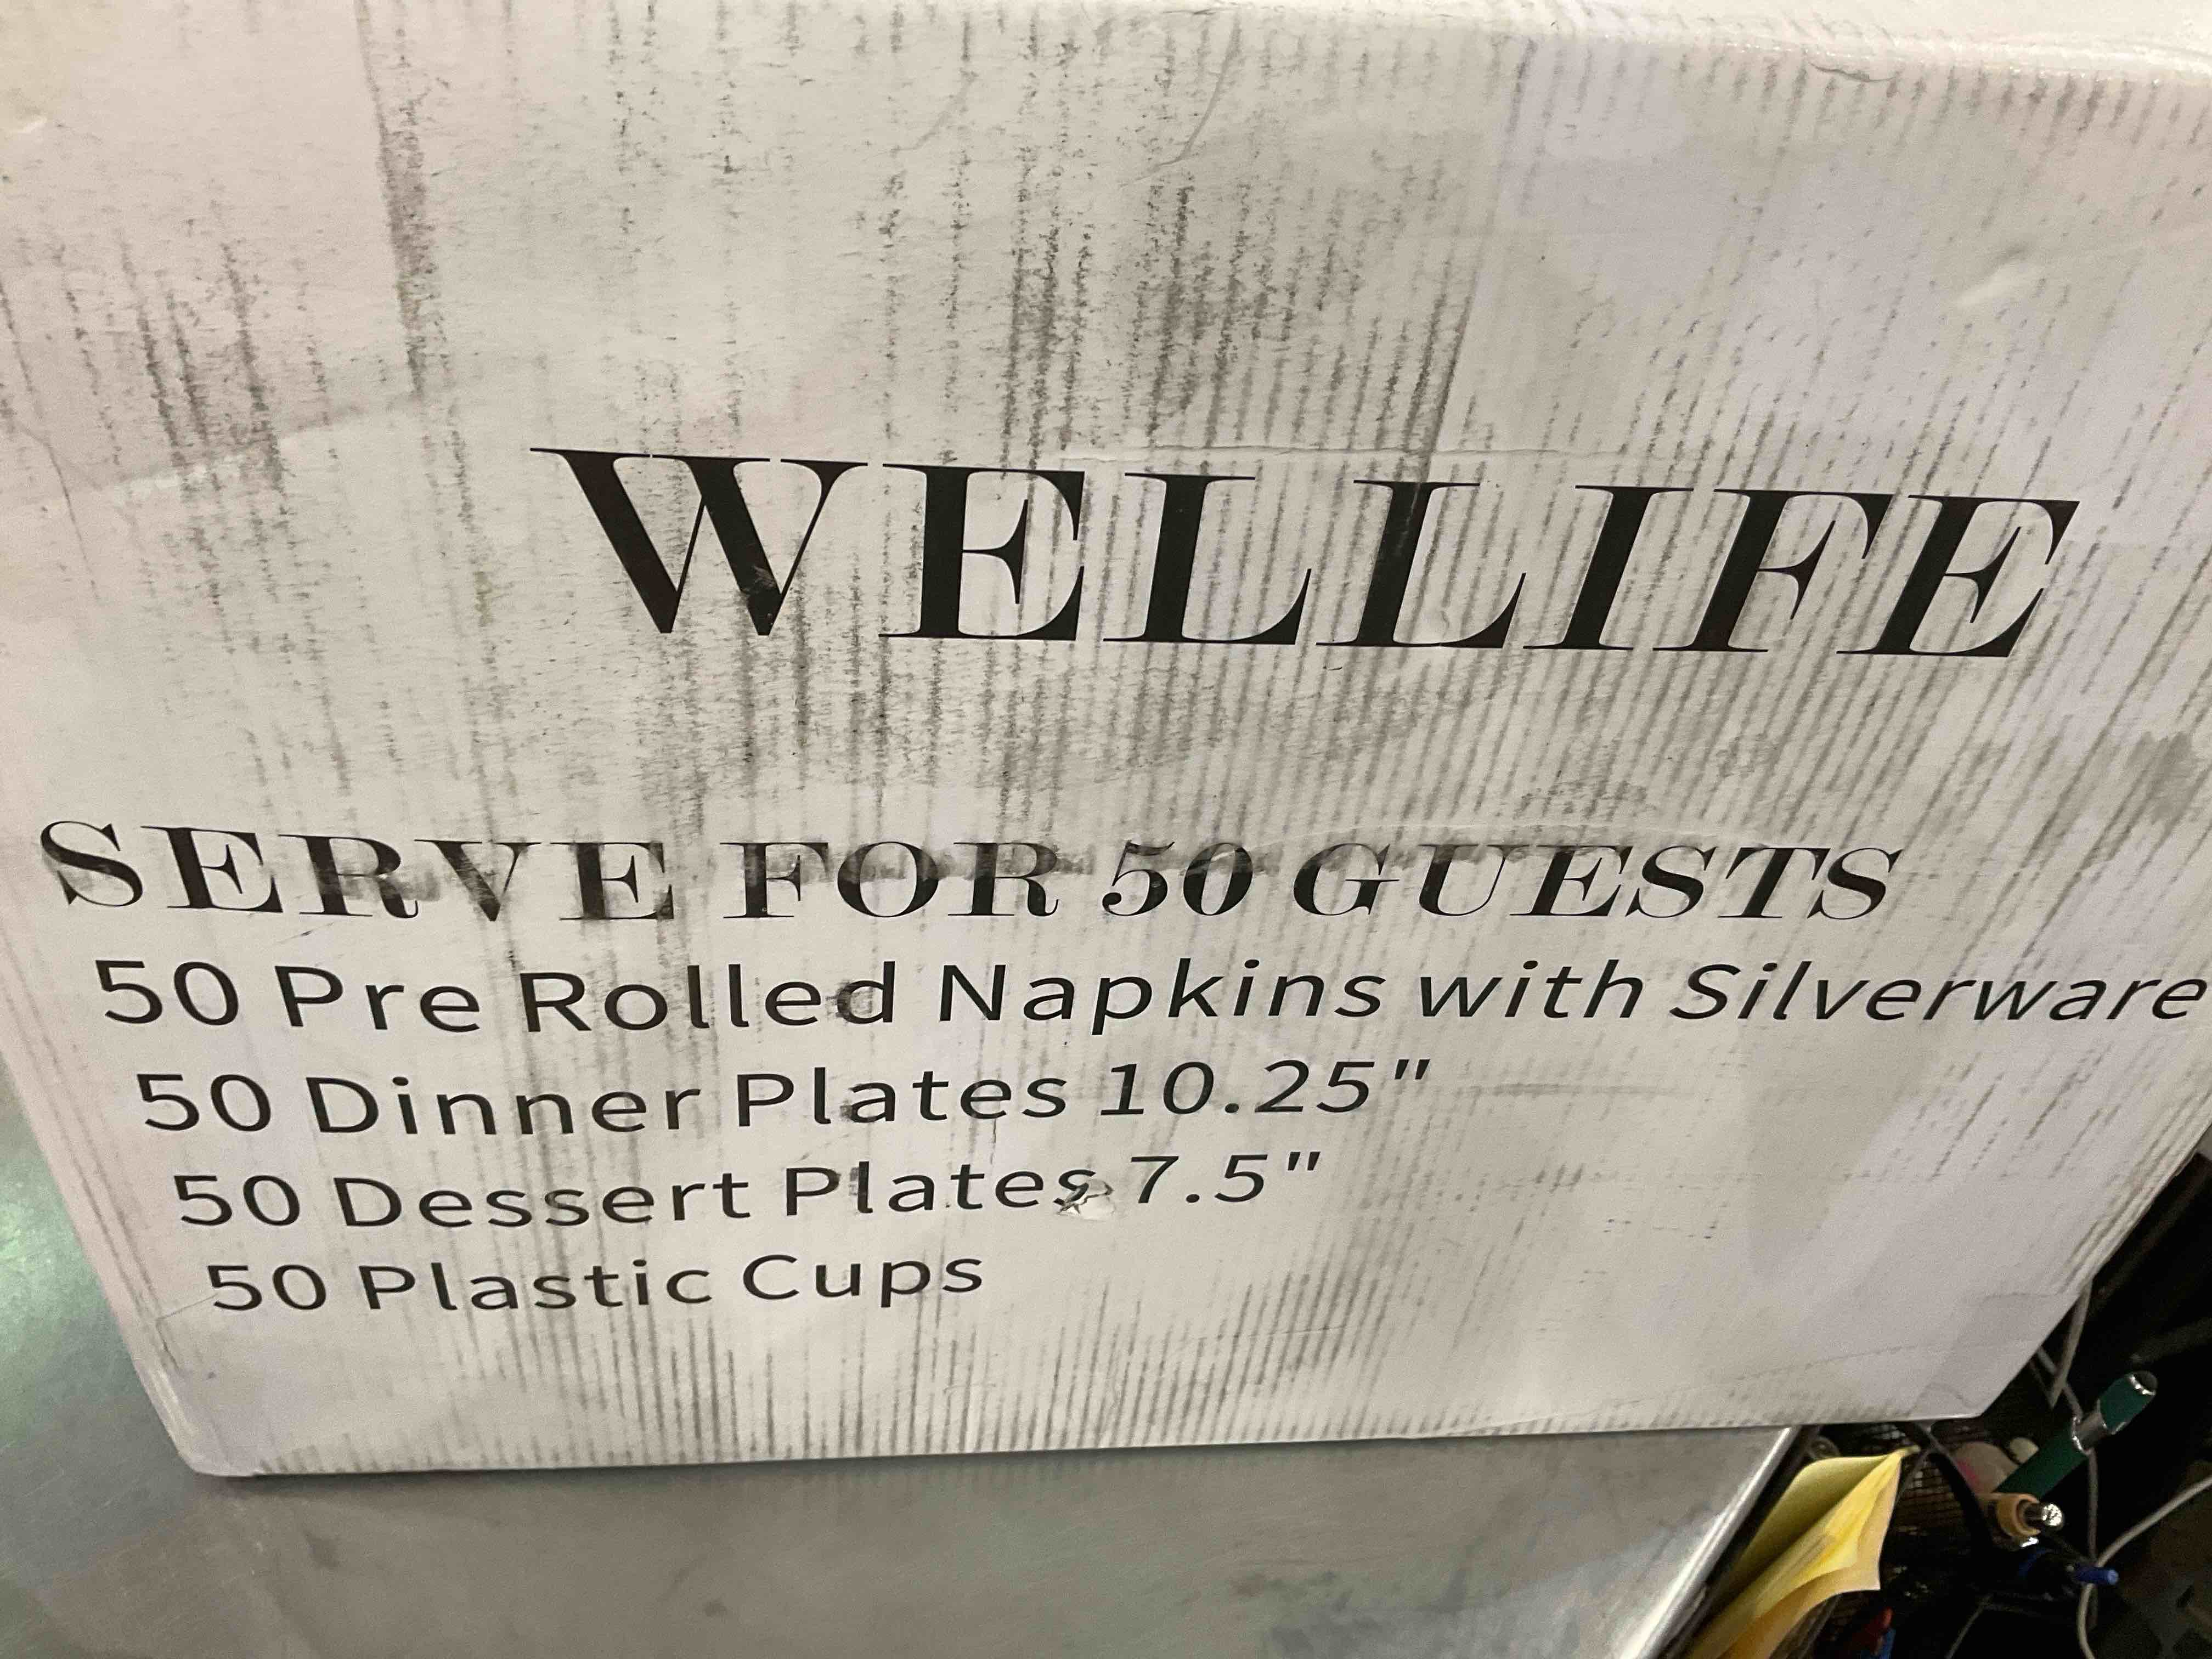 WELLIFE
SERVE FOR 50 GUESTS
50 Pre Rolled Napkins with Silverware
50 Dinner Plates 10.25"
50 Dessert Plates 7.5"
50 Plastic Cups